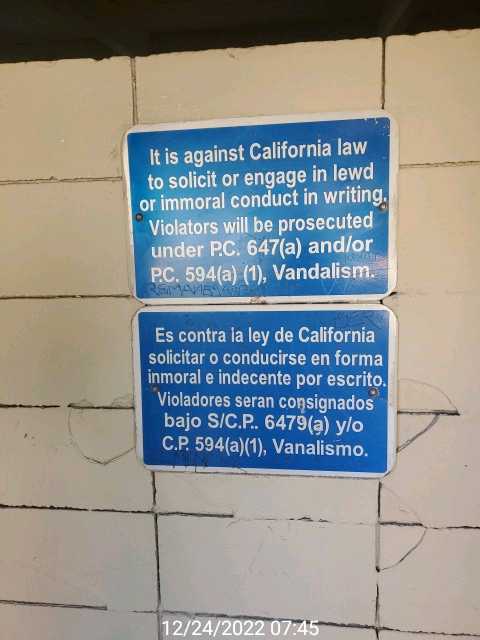 It is against California law
to solicit or engage in lewd
or immoral conduct in writing,
Violators will be prosecuted
under P.C. 647(a) and/or
P.C. 594(a) (1), Vandalism.
Es contra la ley de California
solicitar o conducirse en forma
inmoral e indecente por escrito.
Violadores seran consignados
bajo S/C.P.. 6479(a) y/o
C.P. 594(a)(1), Vanalismo.
12/24/2022 07:45